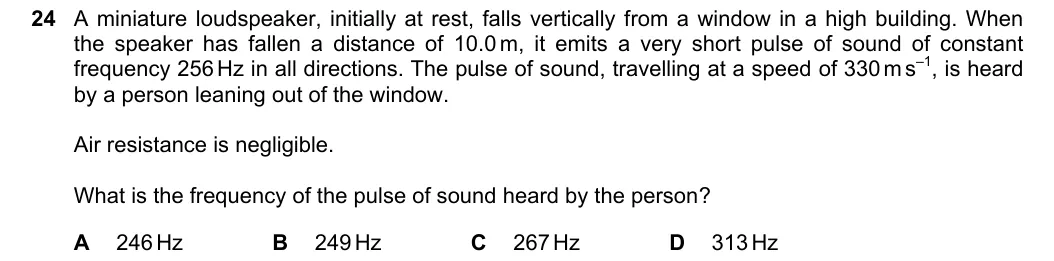 24 A miniature loudspeaker, initially at rest, falls vertically from a window in a high building. When
the speaker has fallen a distance of 10.0 m, it emits a very short pulse of sound of constant
frequency 256 Hz in all directions. The pulse of sound, travelling at a speed of 330 m s⁻¹, is heard
by a person leaning out of the window.
Air resistance is negligible.
What is the frequency of the pulse of sound heard by the person?
A 246 Hz B 249 Hz C 267 Hz D 313 Hz